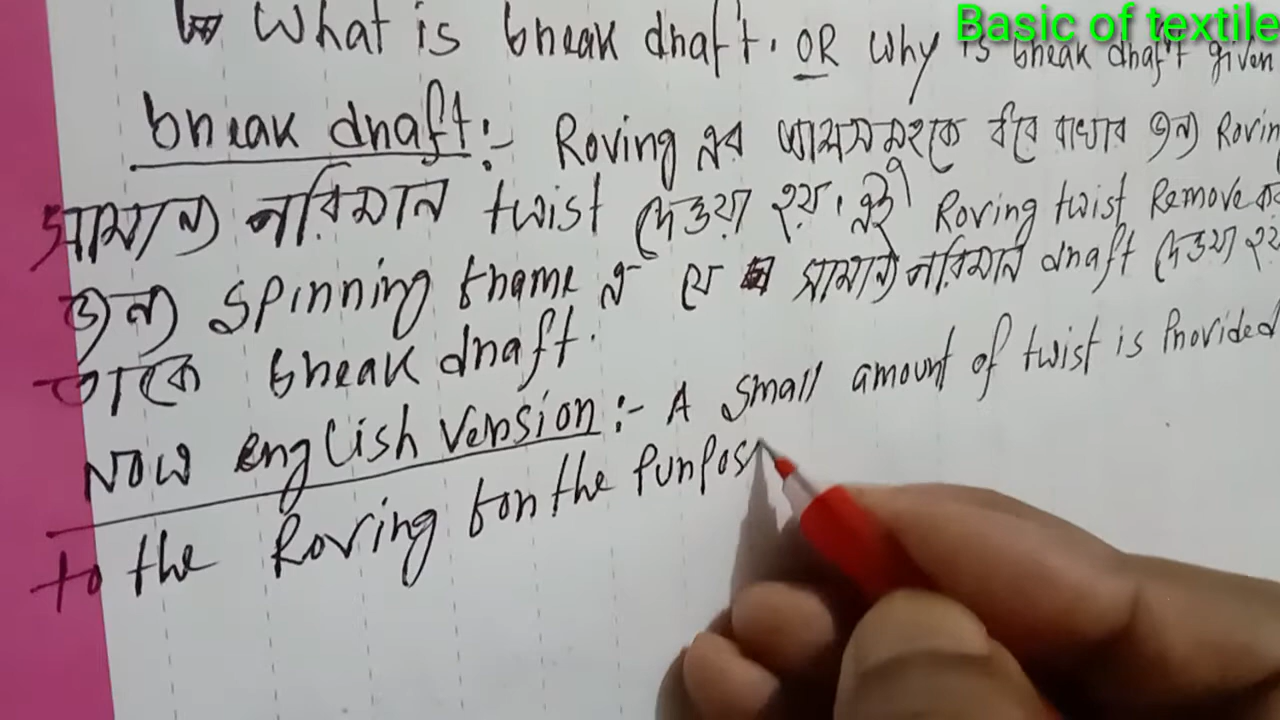 Basic of textile
What is break draft. OR Why is break draft given
break draft:- Roving এর আঁশসমূহকে ধরে রাখার জন্য Rovin
সামান্য পরিমান twist দেওয়া হয়। এই Roving twist Remove কর
জন্য Spinning frame এ যে সামান্য পরিমান draft দেওয়া হয়
তাকে break draft.
Now english Version:- A Small amount of twist is Provided
to the Roving for the Purpos